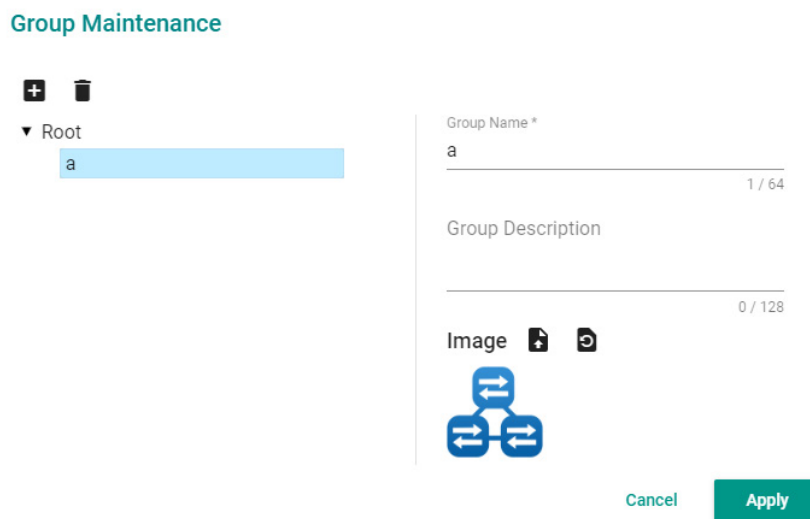 Group Maintenance
Root
a
Group Name *
a
1 / 64
Group Description
0 / 128
Image
Cancel
Apply